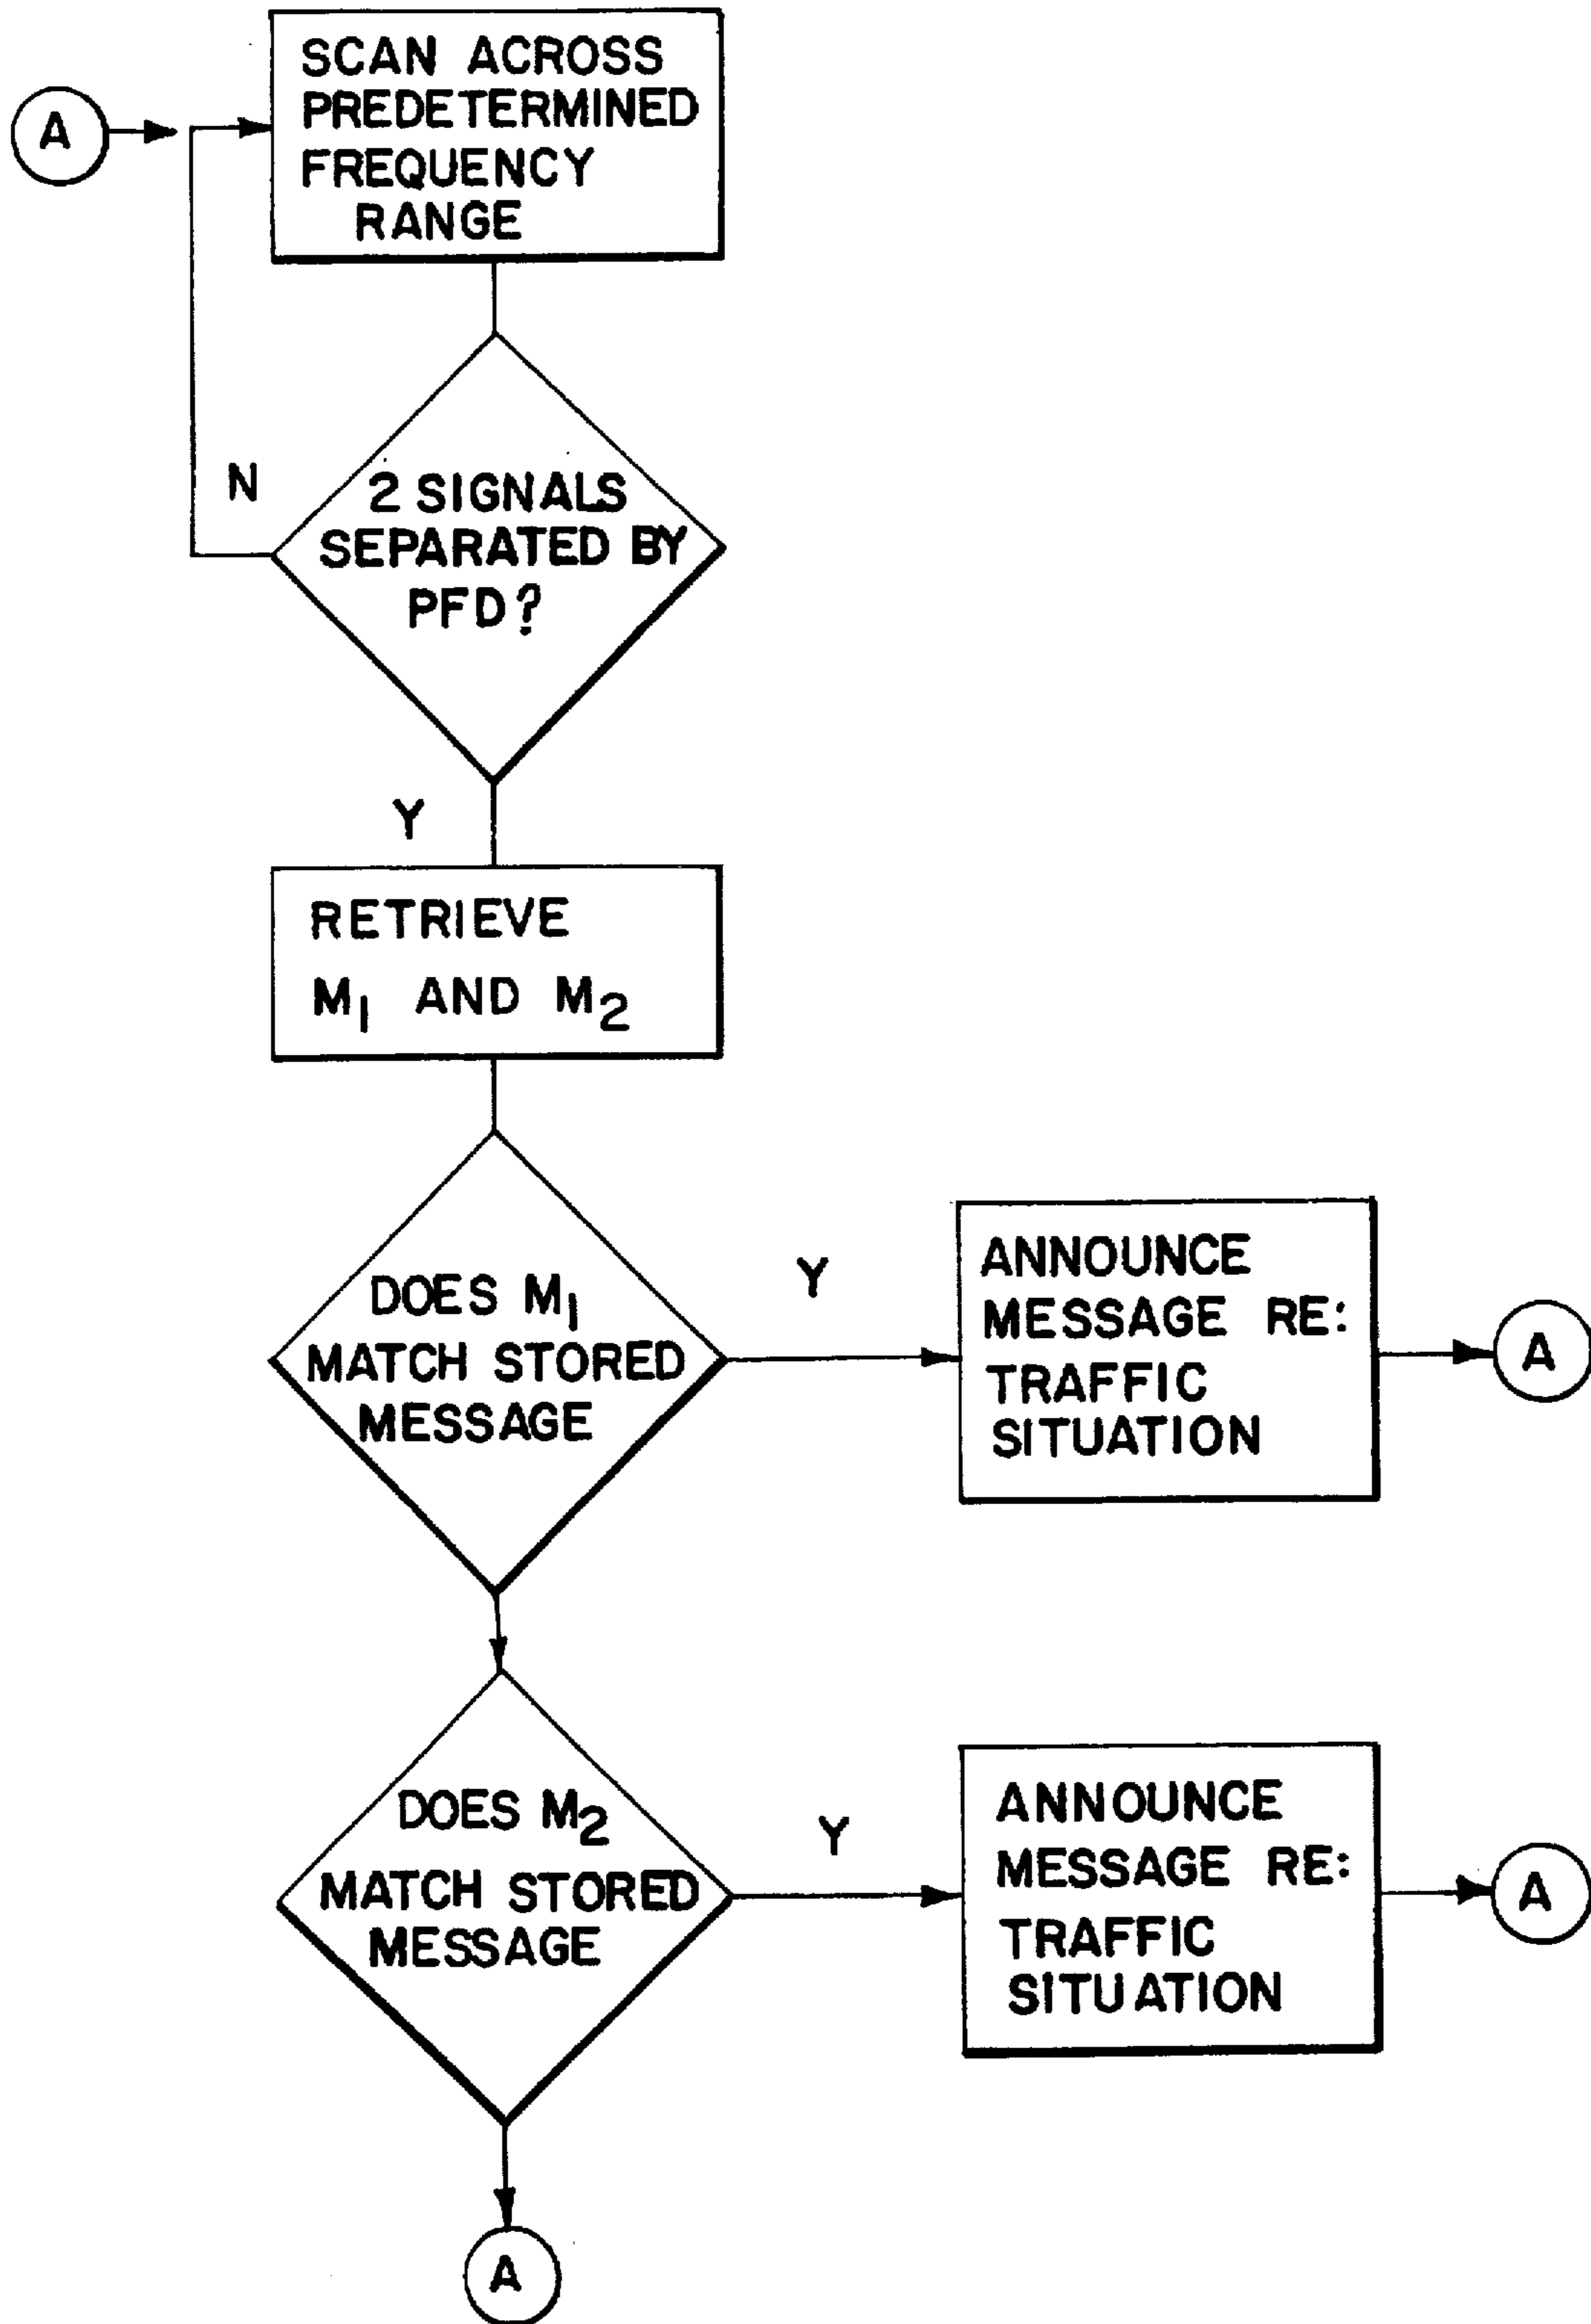 SCAN ACROSS
PREDETERMINED
FREQUENCY
RANGE
A
N
2 SIGNALS
SEPARATED BY
PFD?
Y
RETRIEVE
M₁ AND M₂
DOES M₁
MATCH STORED
MESSAGE
Y
ANNOUNCE
MESSAGE RE:
TRAFFIC
SITUATION
A
DOES M₂
MATCH STORED
MESSAGE
Y
ANNOUNCE
MESSAGE RE:
TRAFFIC
SITUATION
A
A